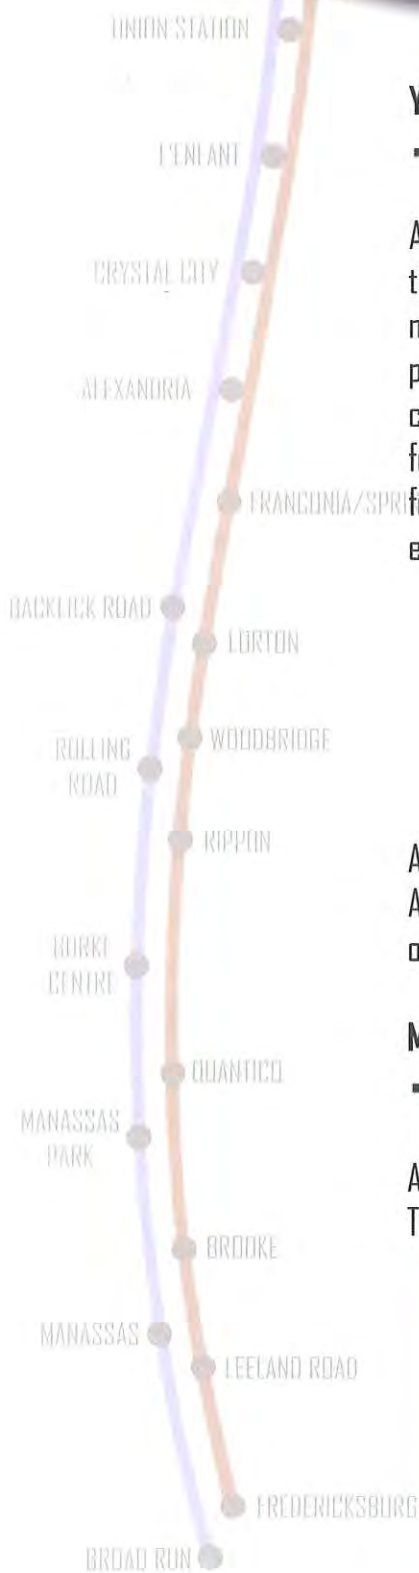 UNION STATION
L'ENFANT
CRYSTAL CITY
ALEXANDRIA
FRANCONIA/SPRI
BACKLICK ROAD
LORTON
WOODBRIDGE
ROLLING
ROAD
RIPPON
BURKE
CENTRE
QUANTICO
MANASSAS
PARK
BROOKE
MANASSAS
LEELAND ROAD
FREDERICKSBURG
BROAD RUN